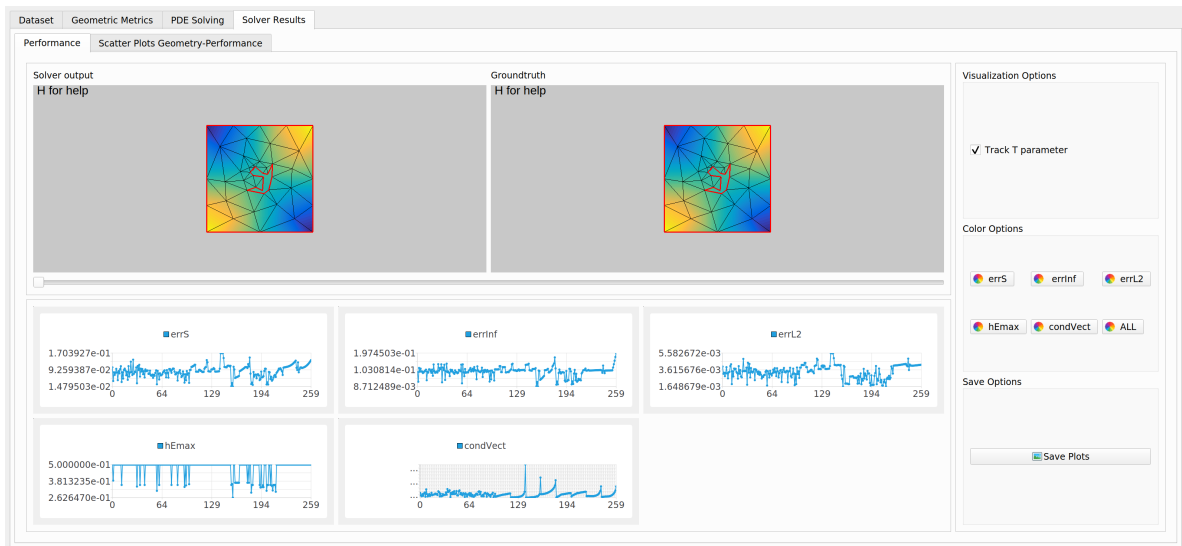 Dataset Geometric Metrics PDE Solving Solver Results
Performance Scatter Plots Geometry-Performance
Solver output
H for help
Groundtruth
H for help
errS
1.703927e-01
9.259387e-02
1.479503e-02
0 64 129 194 259
errInf
1.974503e-01
1.030814e-01
8.712489e-03
0 64 129 194 259
errL2
5.582672e-03
3.615676e-03
1.648679e-03
0 64 129 194 259
hEmax
5.000000e-01
3.813235e-01
2.626470e-01
0 64 129 194 259
condVect
...
...
...
0 64 129 194 259
Visualization Options
Track T parameter
Color Options
errS errInf errL2
hEmax condVect ALL
Save Options
Save Plots